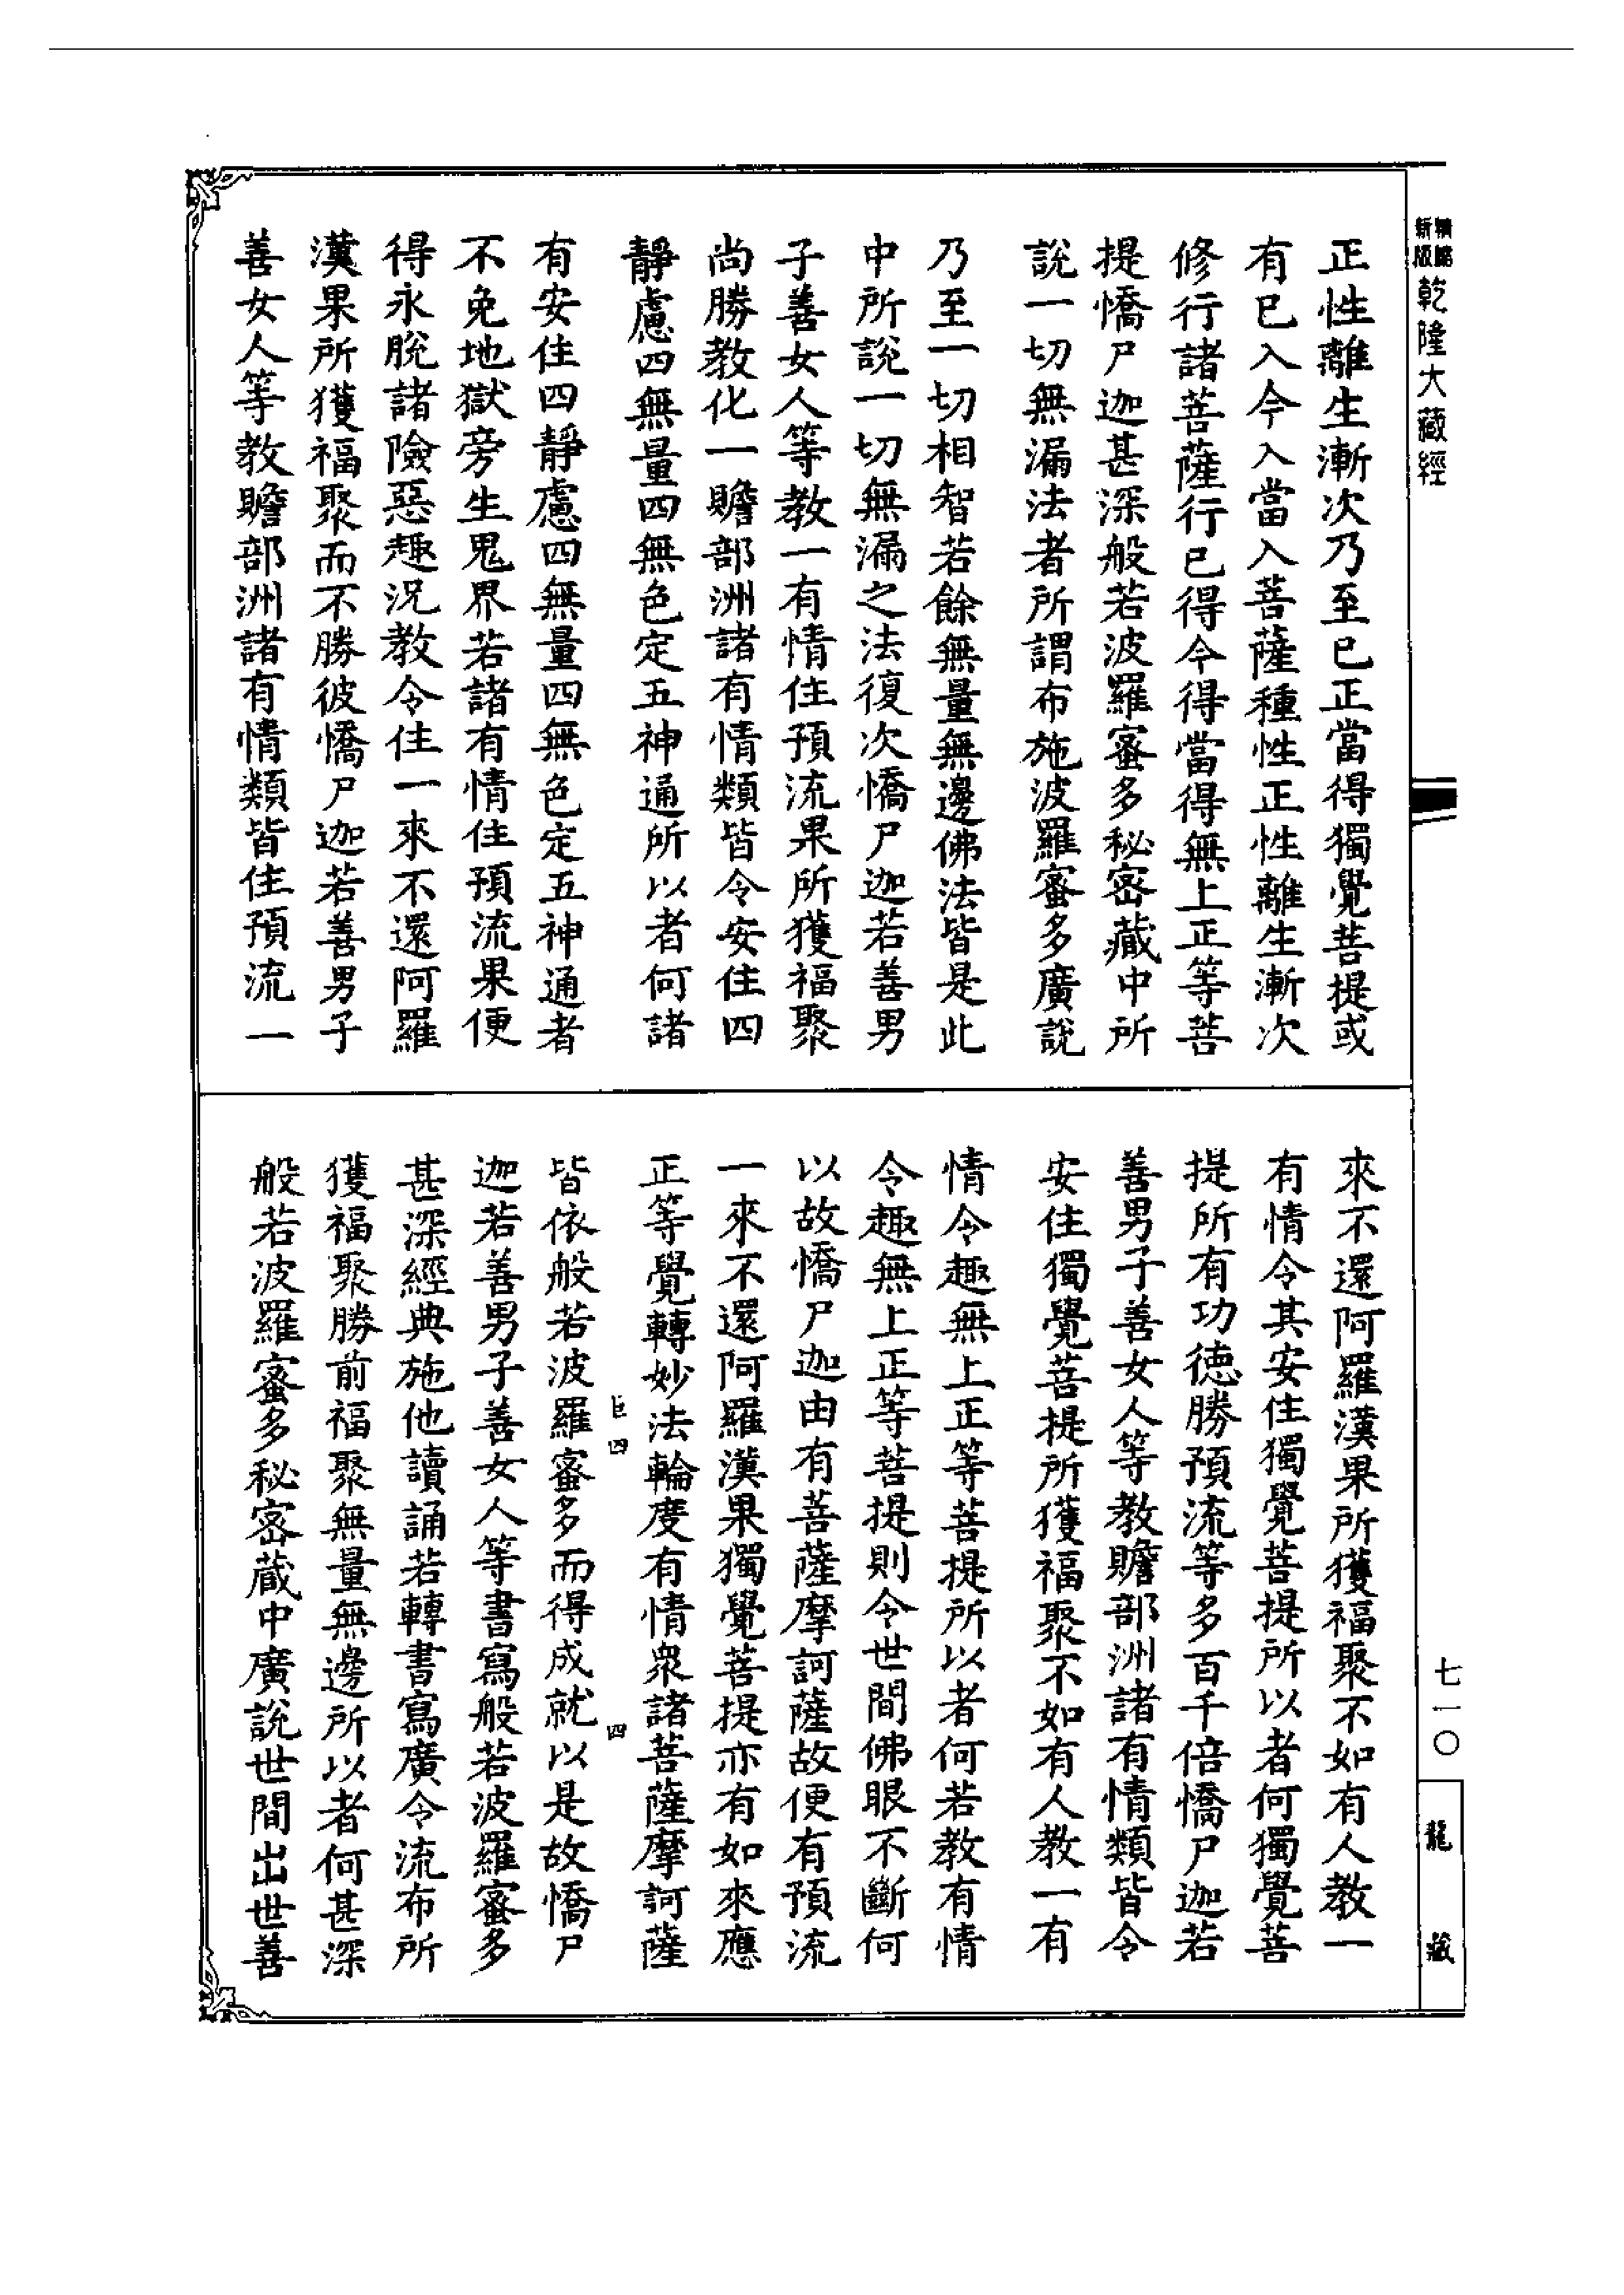 新版
精縮
乾隆大藏經
正性離生漸次乃至已正當得獨覺菩提或
有已入今入當入菩薩種性正性離生漸次
修行諸菩薩行已得今得當得無上正等菩
提憍尸迦甚深般若波羅蜜多秘密藏中所
說一切無漏法者所謂布施波羅蜜多廣說
乃至一切相智若餘無量無邊佛法皆是此
中所說一切無漏之法復次憍尸迦若善男
子善女人等教一有情住預流果所獲福聚
尚勝教化一贍部洲諸有情類皆令安住四
靜慮四無量四無色定五神通所以者何諸
有安住四靜慮四無量四無色定五神通者
不免地獄旁生鬼界若諸有情住預流果便
得永脫諸險惡趣況教令住一來不還阿羅
漢果所獲福聚而不勝彼憍尸迦若善男子
善女人等教贍部洲諸有情類皆住預流一
來不還阿羅漢果所獲福聚不如有人教一
有情令其安住獨覺菩提所以者何獨覺菩
提所有功德勝預流等多百千倍憍尸迦若
善男子善女人等教贍部洲諸有情類皆令
安住獨覺菩提所獲福聚不如有人教一有
情令趣無上正等菩提所以者何若教有情
令趣無上正等菩提則令世間佛眼不斷何
以故憍尸迦由有菩薩摩訶薩故便有預流
一來不還阿羅漢果獨覺菩提亦有如來應
正等覺轉妙法輪度有情眾諸菩薩摩訶薩
四 四
皆依般若波羅蜜多而得成就以是故憍尸
迦若善男子善女人等書寫般若波羅蜜多
甚深經典施他讀誦若轉書寫廣令流布所
獲福聚勝前福聚無量無邊所以者何甚深
般若波羅蜜多秘密藏中廣說世間出世善
七一〇
龍藏